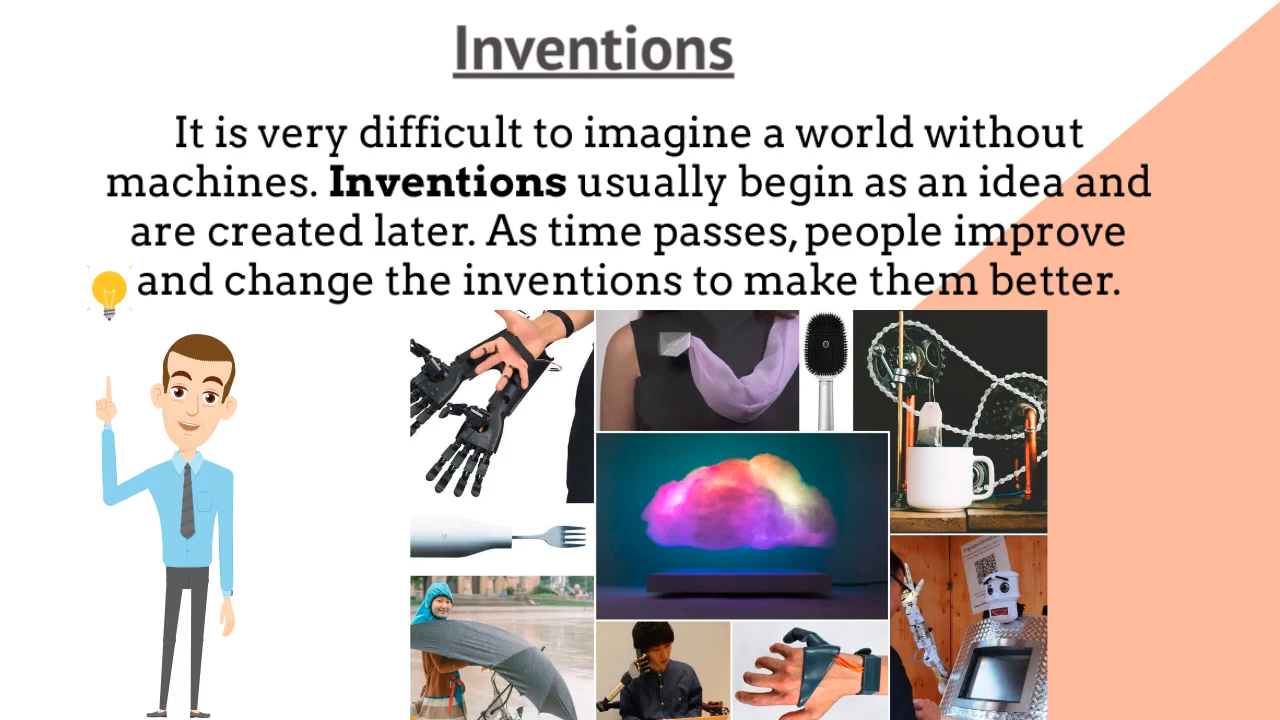 Inventions
It is very difficult to imagine a world without
machines. Inventions usually begin as an idea and
are created later. As time passes, people improve
and change the inventions to make them better.